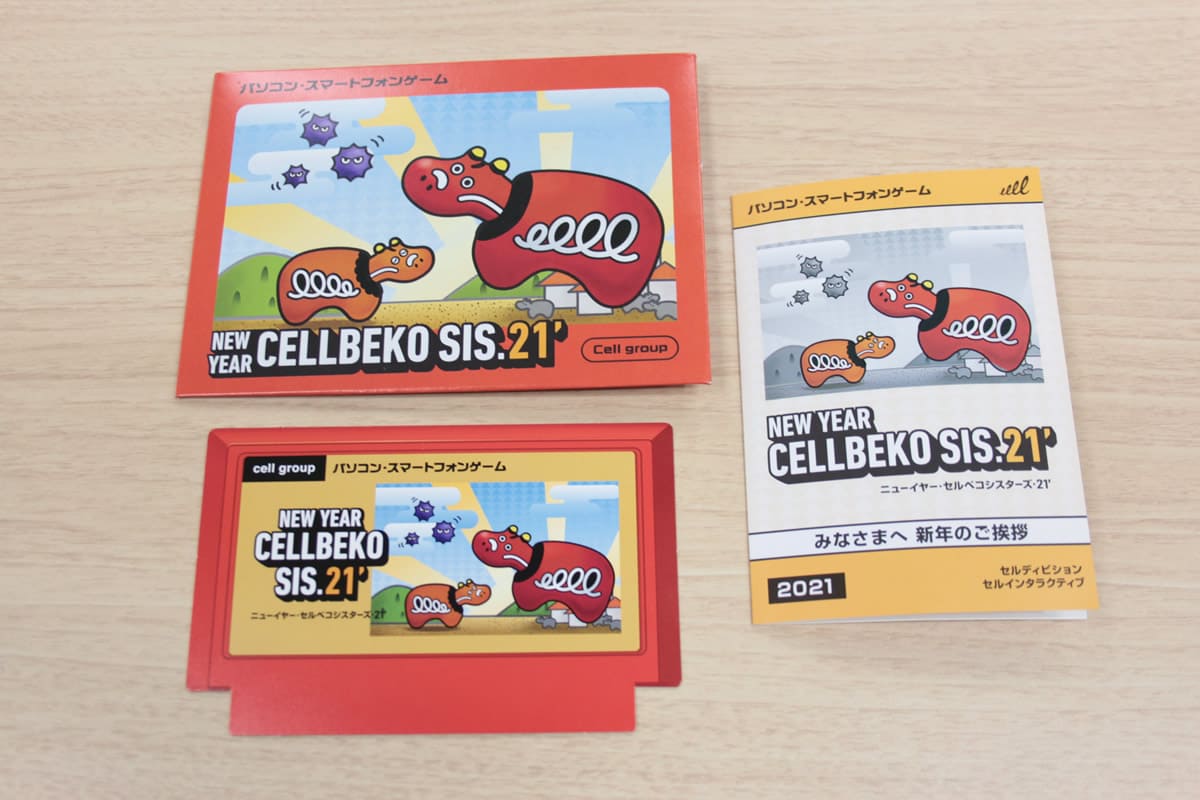 パソコン・スマートフォンゲーム
NEW YEAR CELLBEKO SIS.21'
Cell group
cell group
パソコン・スマートフォンゲーム
NEW YEAR
CELLBEKO
SIS.21'
ニューイヤー・セルベコシスターズ・21'
パソコン・スマートフォンゲーム
NEW YEAR
CELLBEKO SIS.21'
ニューイヤー・セルベコシスターズ・21'
みなさまへ 新年のご挨拶
2021
セルディビジョン
セルインタラクティブ